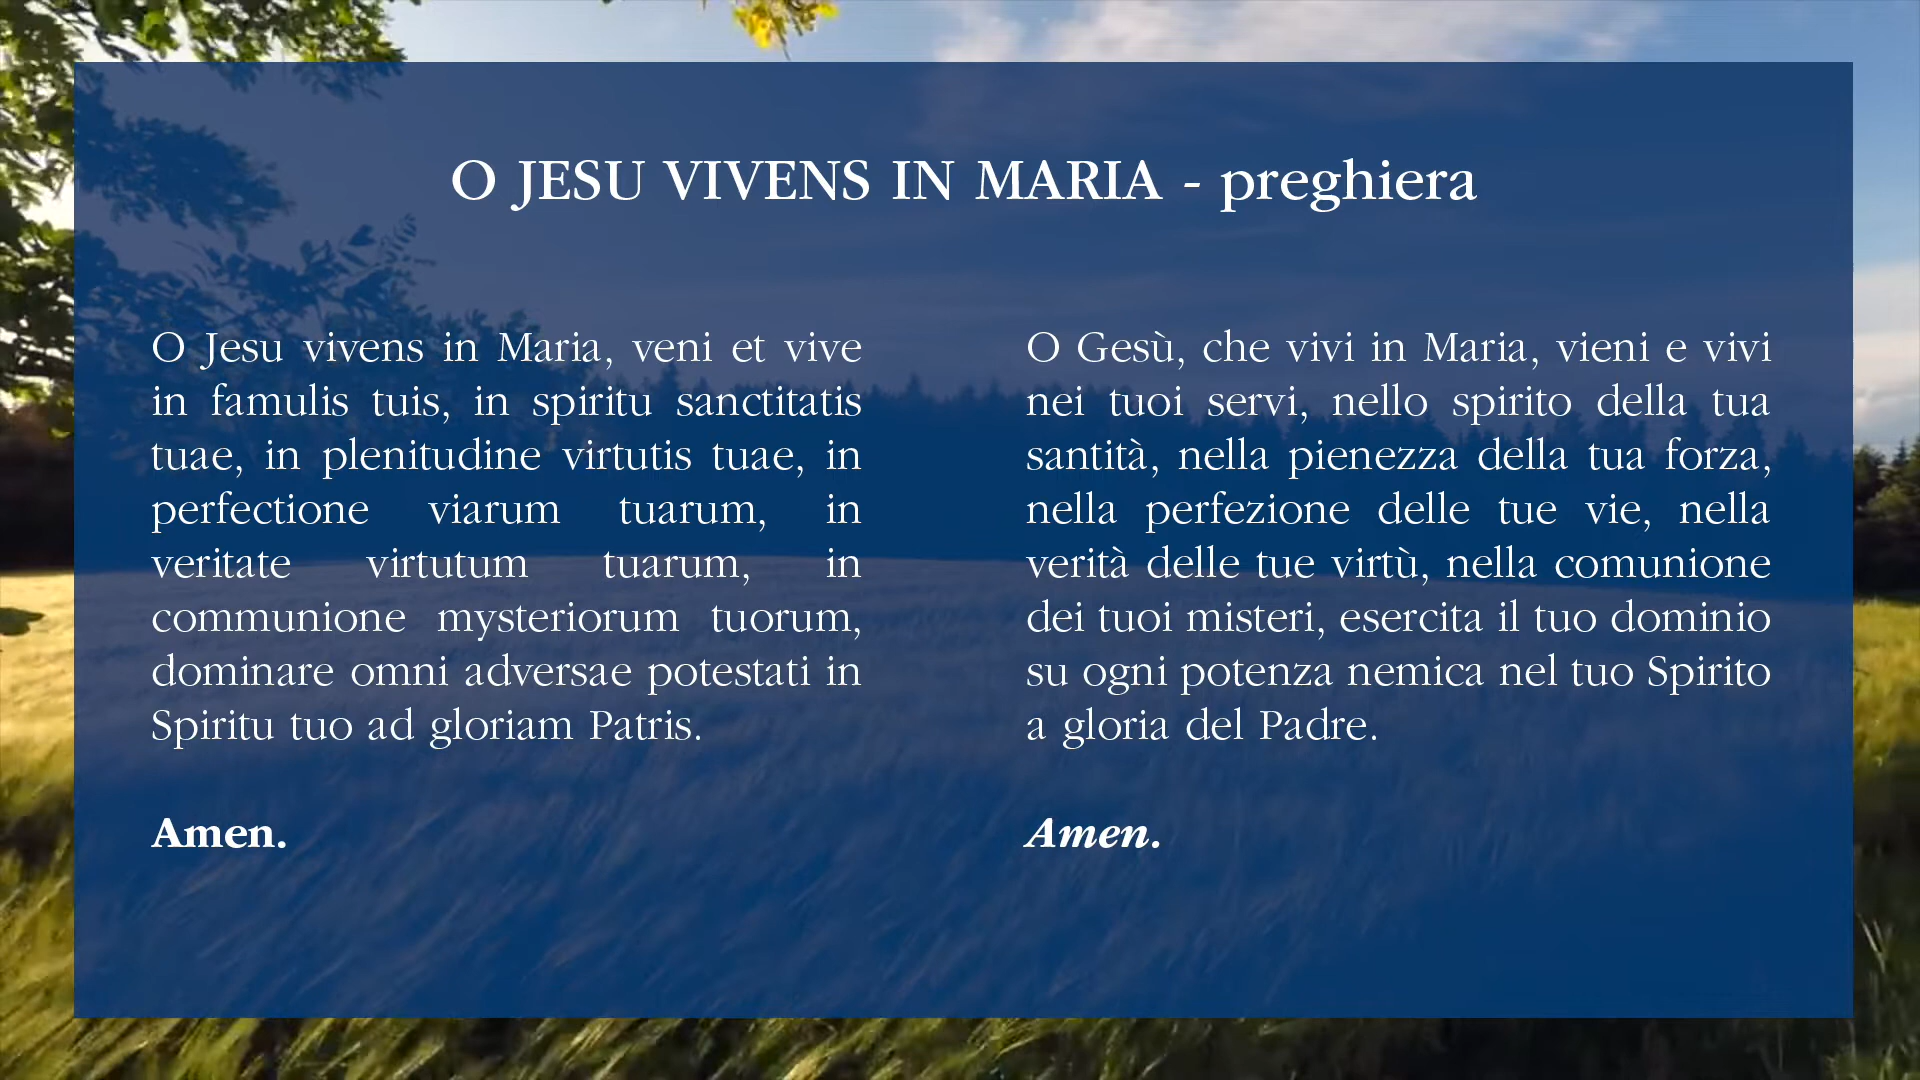 O JESU VIVENS IN MARIA - preghiera
O Jesu vivens in Maria, veni et vive
in famulis tuis, in spiritu sanctitatis
tuae, in plenitudine virtutis tuae, in
perfectione viarum tuarum, in
veritate virtutum tuarum, in
communione mysteriorum tuorum,
dominare omni adversae potestati in
Spiritu tuo ad gloriam Patris.
Amen.
O Gesù, che vivi in Maria, vieni e vivi
nei tuoi servi, nello spirito della tua
santità, nella pienezza della tua forza,
nella perfezione delle tue vie, nella
verità delle tue virtù, nella comunione
dei tuoi misteri, esercita il tuo dominio
su ogni potenza nemica nel tuo Spirito
a gloria del Padre.
Amen.